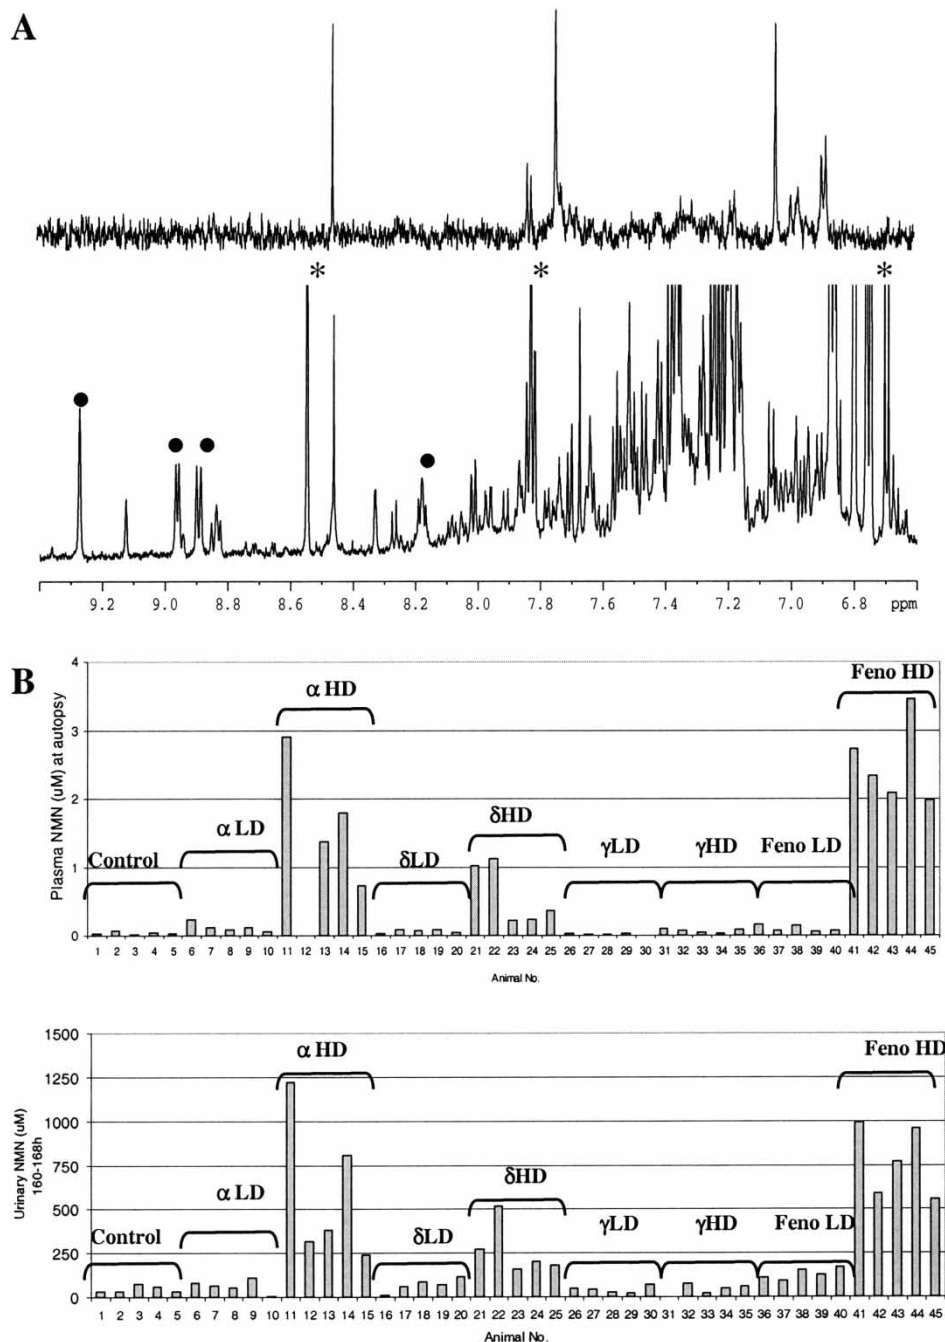 A
* * *
● ● ● ●
9.2 9.0 8.8 8.6 8.4 8.2 8.0 7.8 7.6 7.4 7.2 7.0 6.8 ppm
B
Plasma NMN (uM) at autopsy
4
3
2
1
0
Control
α LD
α HD
δLD
δHD
γLD
γHD
Feno LD
Feno HD
1 2 3 4 5 6 7 8 9 10 11 12 13 14 15 16 17 18 19 20 21 22 23 24 25 26 27 28 29 30 31 32 33 34 35 36 37 38 39 40 41 42 43 44 45
Animal No.
Urinary NMN (uM)
160-168h
1500
1250
1000
750
500
250
0
Control
α LD
α HD
δLD
δHD
γLD
γHD
Feno LD
Feno HD
1 2 3 4 5 6 7 8 9 10 11 12 13 14 15 16 17 18 19 20 21 22 23 24 25 26 27 28 29 30 31 32 33 34 35 36 37 38 39 40 41 42 43 44 45
Animal No.